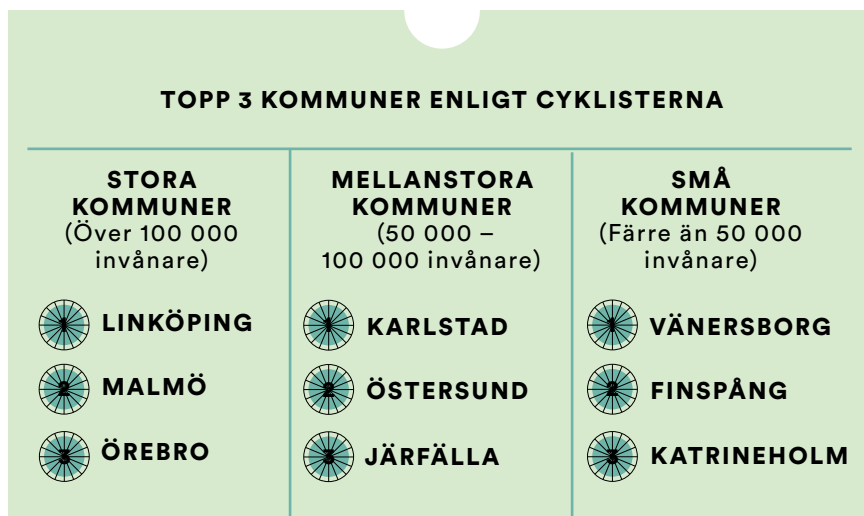 TOPP 3 KOMMUNER ENLIGT CYKLISTERNA
STORA
KOMMUNER
(Över 100 000
invånare)
1 LINKÖPING
2 MALMÖ
3 ÖREBRO
MELLANSTORA
KOMMUNER
(50 000 –
100 000 invånare)
1 KARLSTAD
2 ÖSTERSUND
3 JÄRFÄLLA
SMÅ
KOMMUNER
(Färre än 50 000
invånare)
1 VÄNERSBORG
2 FINSPÅNG
3 KATRINEHOLM